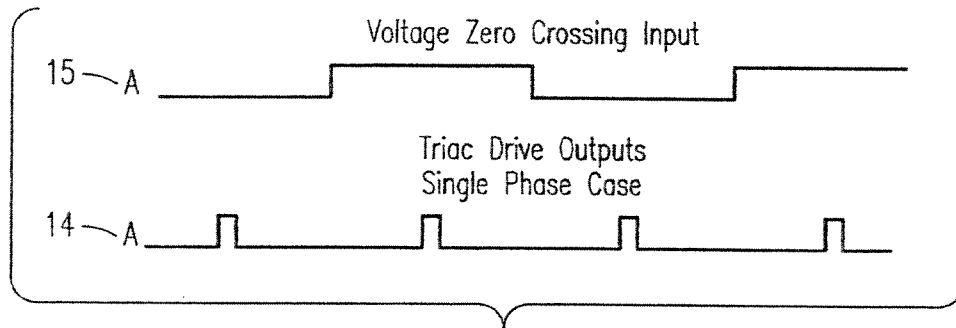 Voltage Zero Crossing Input
15 A
Triac Drive Outputs
Single Phase Case
14 A